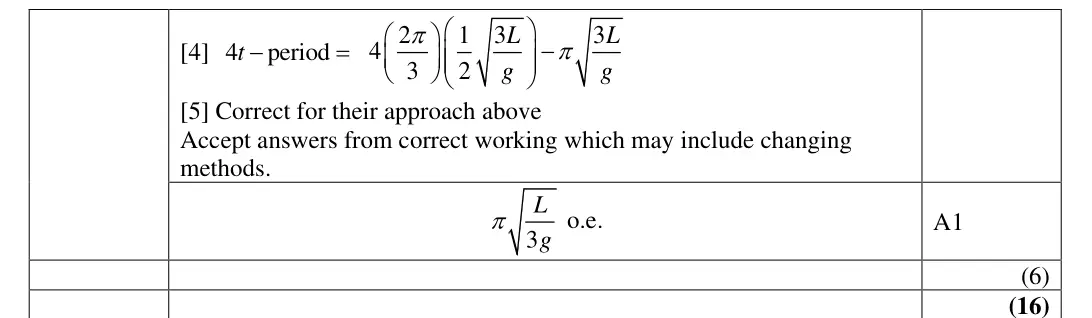 [4] 4t − period = 4(2π/3)(1/2 √(3L/g)) − π√(3L/g)
[5] Correct for their approach above
Accept answers from correct working which may include changing
methods.
π√(L/3g) o.e. A1
(6)
(16)